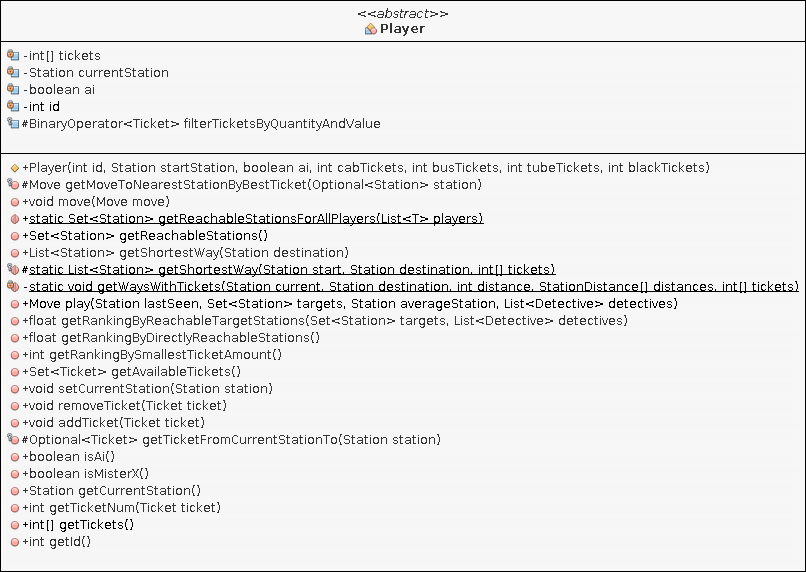 <<abstract>>
Player
-int[] tickets
-Station currentStation
-boolean ai
-int id
#BinaryOperator<Ticket> filterTicketsByQuantityAndValue
+Player(int id, Station startStation, boolean ai, int cabTickets, int busTickets, int tubeTickets, int blackTickets)
#Move getMoveToNearestStationByBestTicket(Optional<Station> station)
+void move(Move move)
+static Set<Station> getReachableStationsForAllPlayers(List<T> players)
+Set<Station> getReachableStations()
+List<Station> getShortestWay(Station destination)
#static List<Station> getShortestWay(Station start, Station destination, int[] tickets)
-static void getWaysWithTickets(Station current, Station destination, int distance, StationDistance[] distances, int[] tickets)
+Move play(Station lastSeen, Set<Station> targets, Station averageStation, List<Detective> detectives)
+float getRankingByReachableTargetStations(Set<Station> targets, List<Detective> detectives)
+float getRankingByDirectlyReachableStations()
+int getRankingBySmallestTicketAmount()
+Set<Ticket> getAvailableTickets()
+void setCurrentStation(Station station)
+void removeTicket(Ticket ticket)
+void addTicket(Ticket ticket)
#Optional<Ticket> getTicketFromCurrentStationTo(Station station)
+boolean isAi()
+boolean isMisterX()
+Station getCurrentStation()
+int getTicketNum(Ticket ticket)
+int[] getTickets()
+int getId()